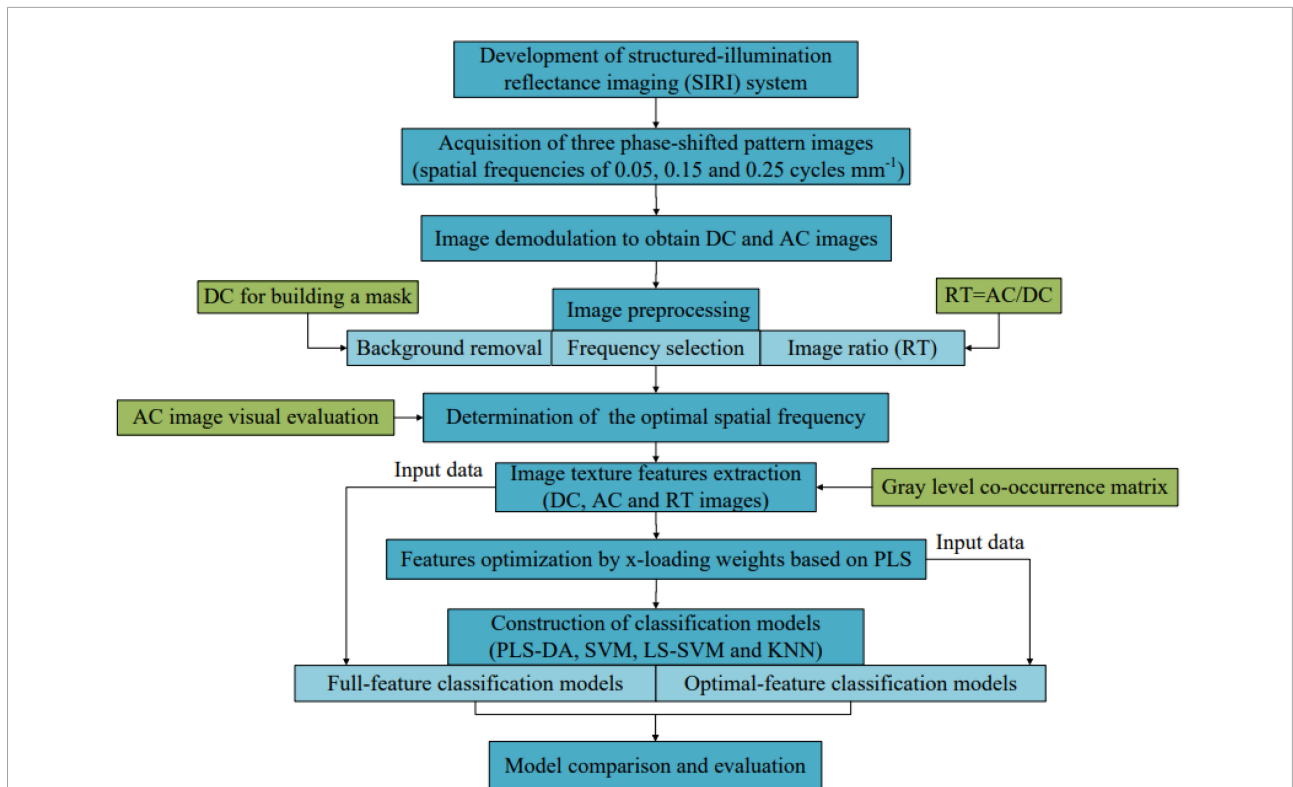 Development of structured-illumination
reflectance imaging (SIRI) system
Acquisition of three phase-shifted pattern images
(spatial frequencies of 0.05, 0.15 and 0.25 cycles mm⁻¹)
Image demodulation to obtain DC and AC images
DC for building a mask
RT=AC/DC
Image preprocessing
Background removal
Frequency selection
Image ratio (RT)
AC image visual evaluation
Determination of the optimal spatial frequency
Input data
Image texture features extraction
(DC, AC and RT images)
Gray level co-occurrence matrix
Features optimization by x-loading weights based on PLS
Input data
Construction of classification models
(PLS-DA, SVM, LS-SVM and KNN)
Full-feature classification models
Optimal-feature classification models
Model comparison and evaluation